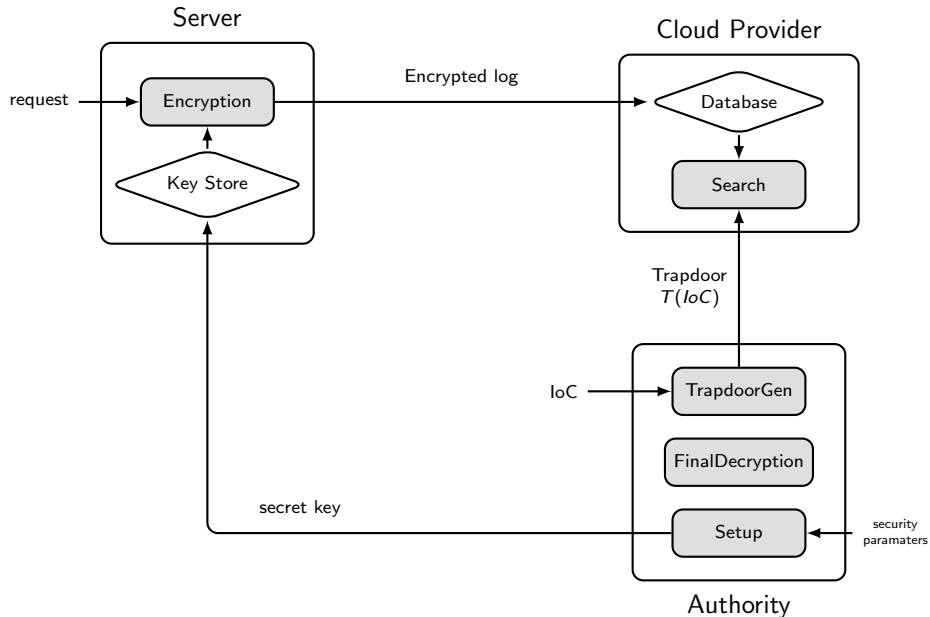 Server
Cloud Provider
Encrypted log
request
Encryption
Database
Key Store
Search
Trapdoor
T(IoC)
IoC
TrapdoorGen
FinalDecryption
secret key
Setup
security
paramaters
Authority